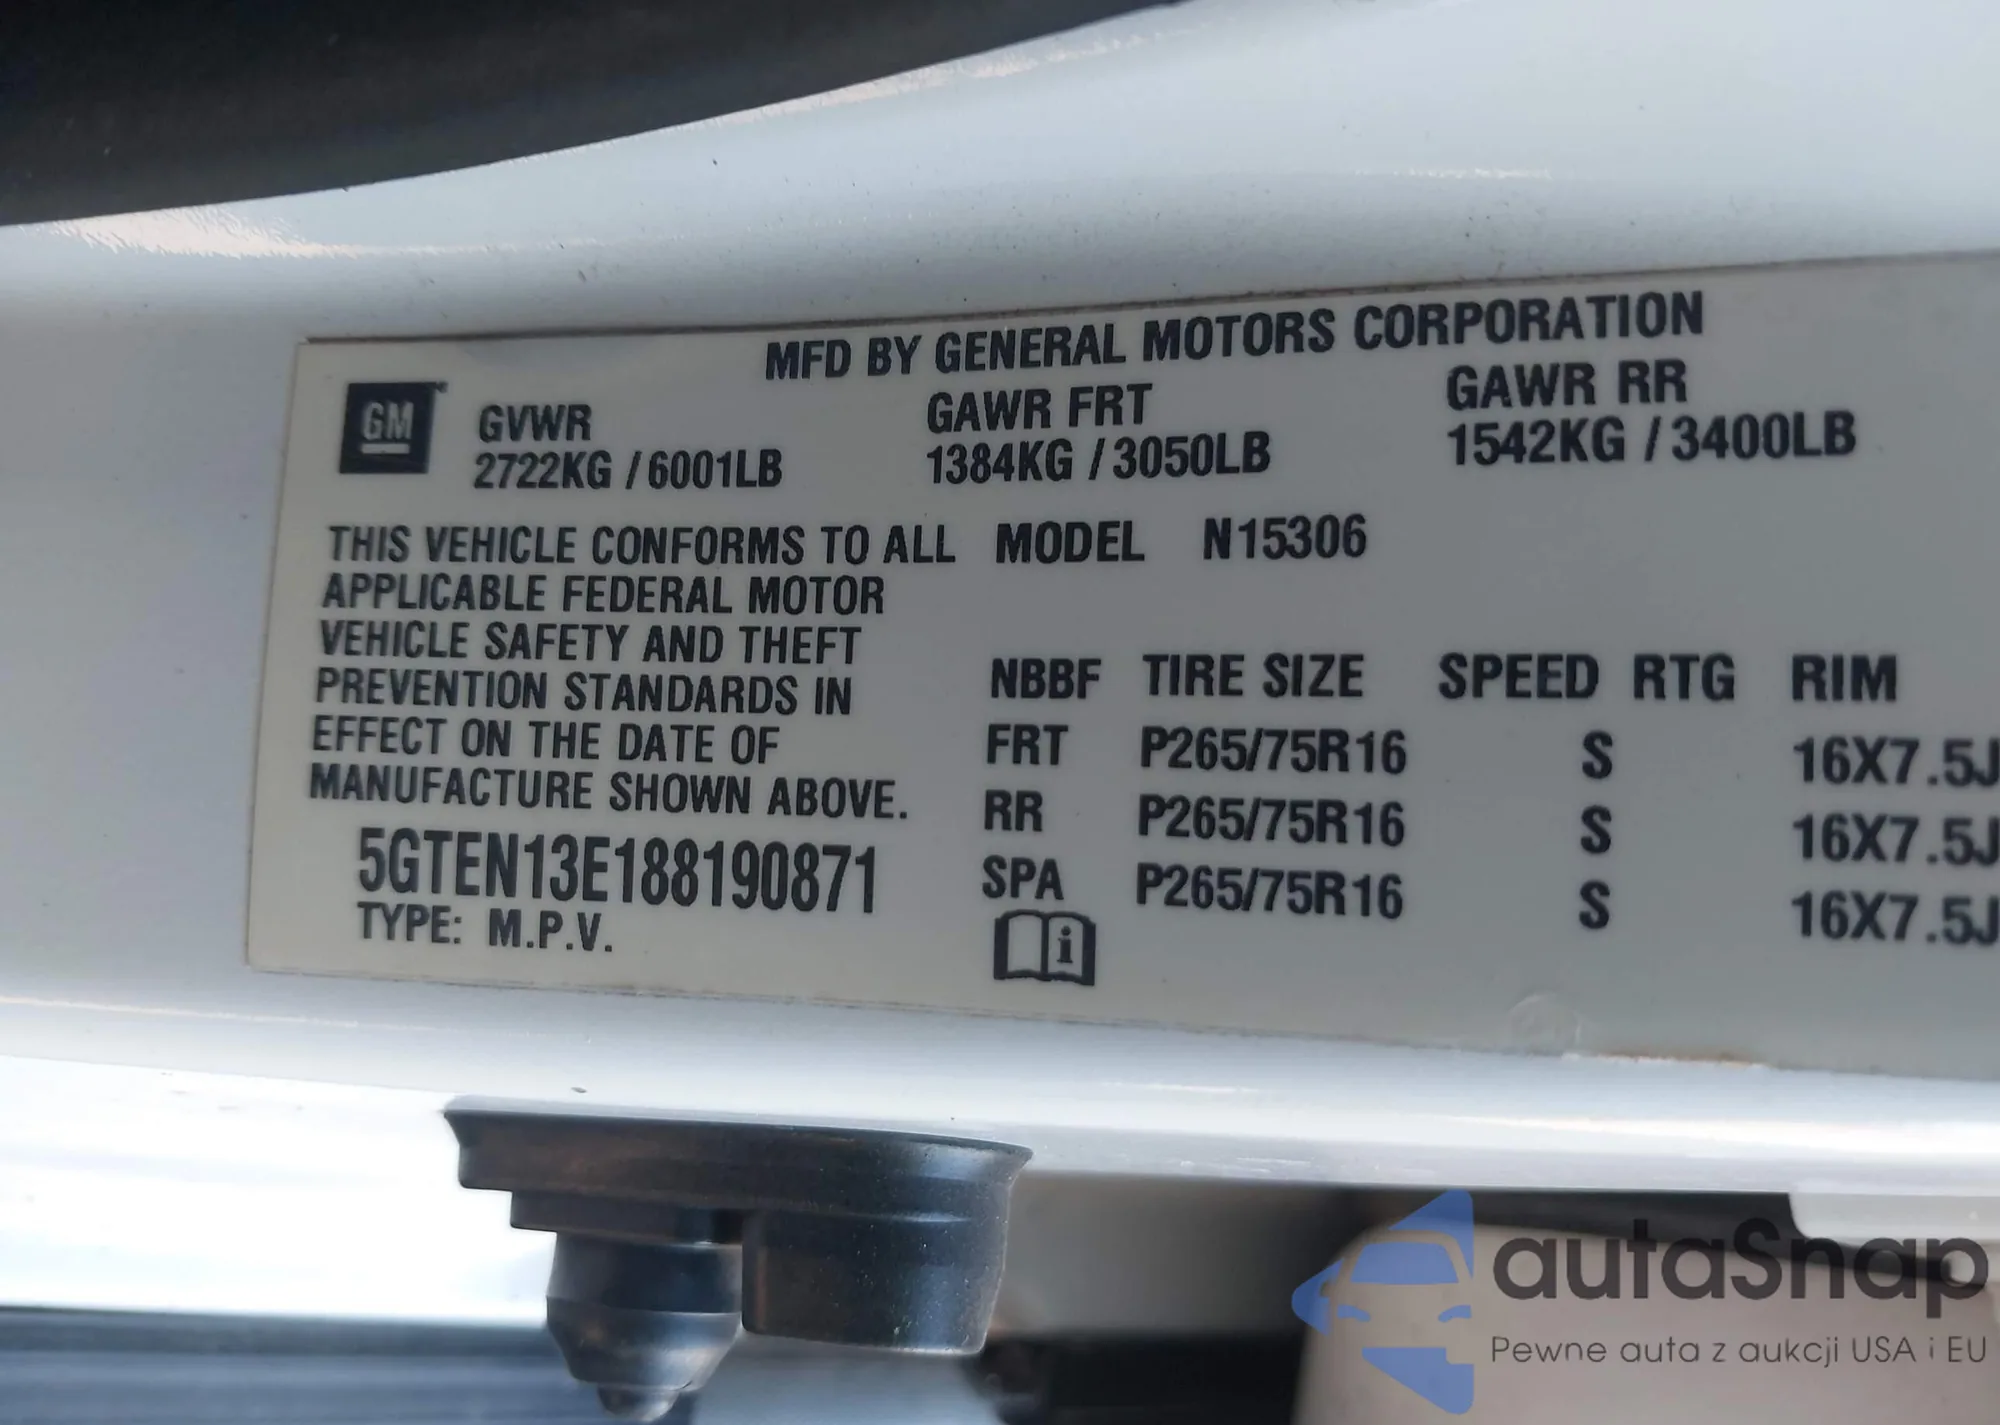 MFD BY GENERAL MOTORS CORPORATION
GM
GVWR GAWR FRT GAWR RR
2722KG / 6001LB 1384KG / 3050LB 1542KG / 3400LB
THIS VEHICLE CONFORMS TO ALL
APPLICABLE FEDERAL MOTOR
VEHICLE SAFETY AND THEFT
PREVENTION STANDARDS IN
EFFECT ON THE DATE OF
MANUFACTURE SHOWN ABOVE.
5GTEN13E188190871
TYPE: M.P.V.
MODEL N15306
NBBF TIRE SIZE SPEED RTG RIM
FRT P265/75R16 S 16X7.5J
RR P265/75R16 S 16X7.5J
SPA P265/75R16 S 16X7.5J
i
autaSnap
Pewne auta z aukcji USA i EU